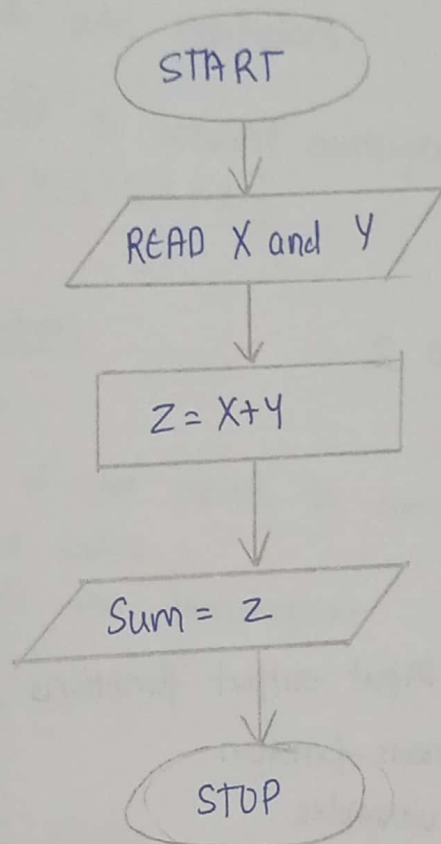 START
READ X and Y
Z = X+Y
Sum = Z
STOP